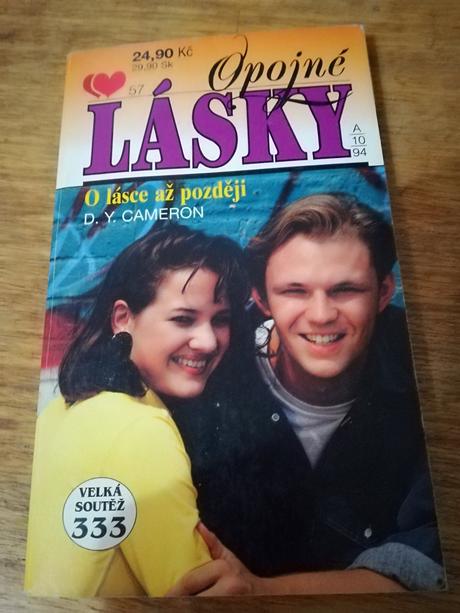 24,90 Kč
29,90 Sk
57
Opojné
LÁSKY
A
10
94
O lásce až později
D. Y. CAMERON
VELKÁ
SOUTĚŽ
333